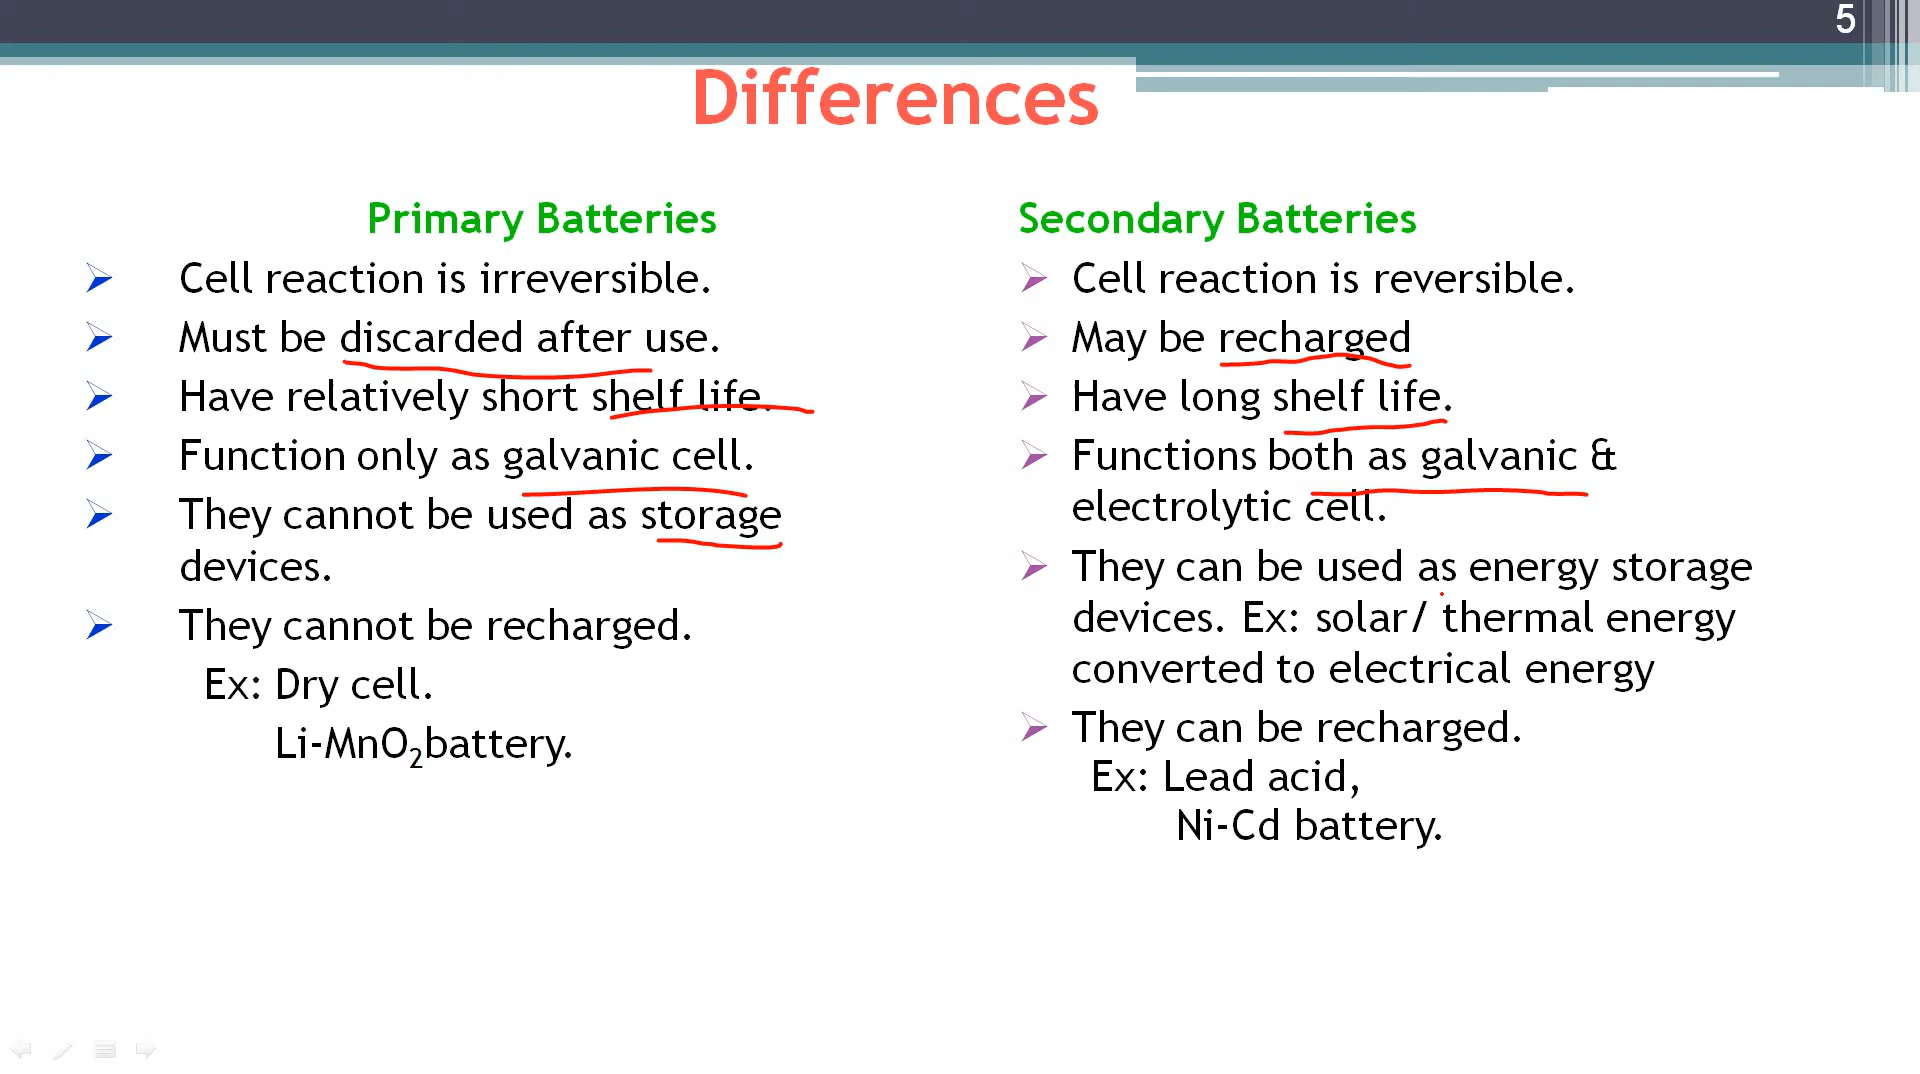 5
Differences
Primary Batteries
Cell reaction is irreversible.
Must be discarded after use.
Have relatively short shelf life.
Function only as galvanic cell.
They cannot be used as storage
devices.
They cannot be recharged.
Ex: Dry cell.
Li-MnO₂battery.
Secondary Batteries
Cell reaction is reversible.
May be recharged
Have long shelf life.
Functions both as galvanic &
electrolytic cell.
They can be used as energy storage
devices. Ex: solar/ thermal energy
converted to electrical energy
They can be recharged.
Ex: Lead acid,
Ni-Cd battery.